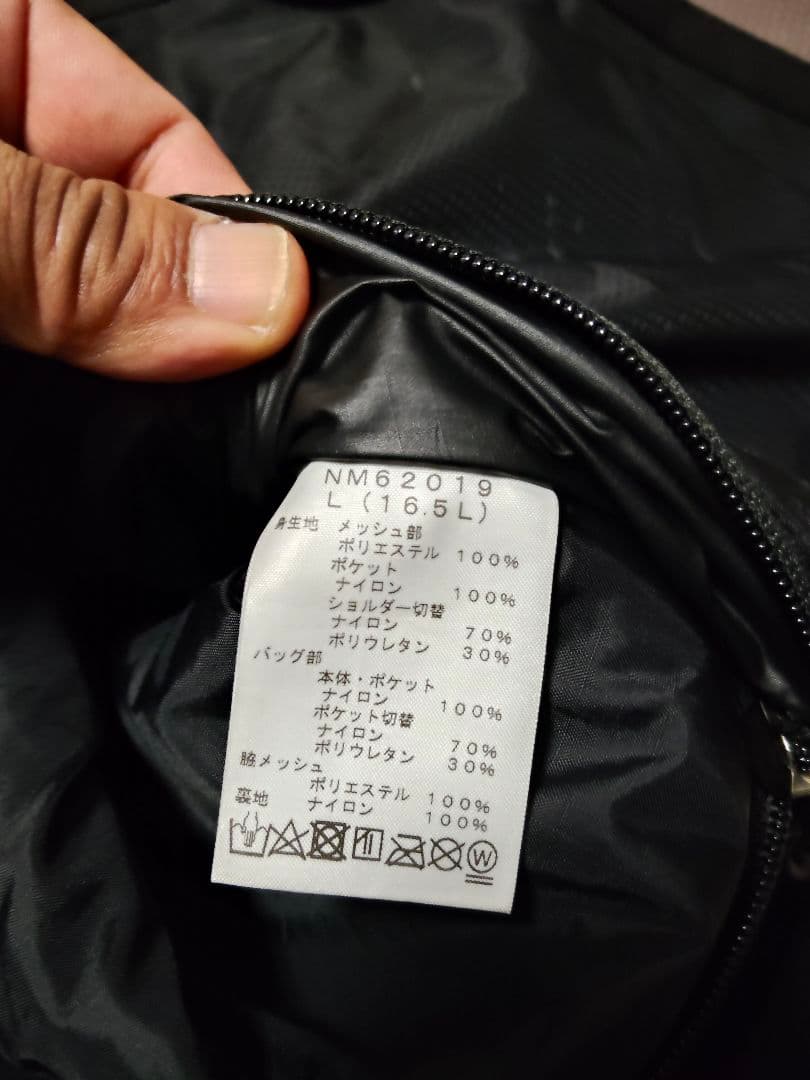 NM62019
L (16.5L)
身生地 メッシュ部
ポリエステル 100%
ポケット
ナイロン 100%
ショルダー切替
ナイロン 70%
ポリウレタン 30%
バッグ部
本体・ポケット
ナイロン 100%
ポケット切替
ナイロン 70%
ポリウレタン 30%
脇メッシュ
ポリエステル 100%
裏地 ナイロン 100%
W